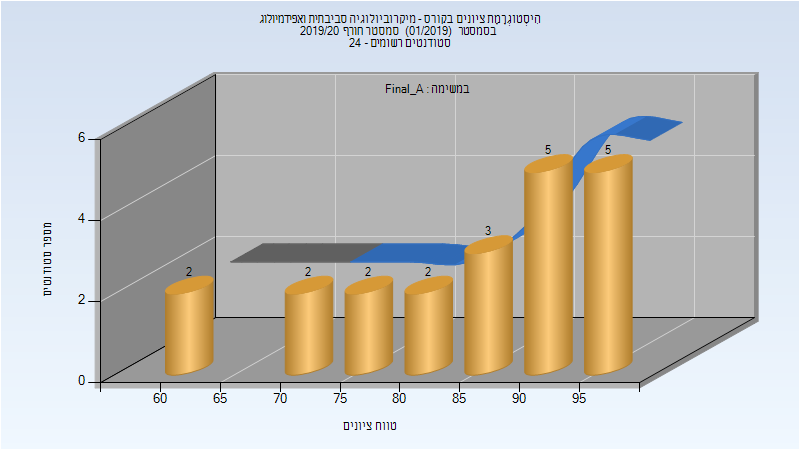 היסטוגרמת ציונים בקורס - מיקרוביולוגיה סביבתית ואפידמיולוג
בסמסטר (01/2019) סמסטר חורף 2019/20
סטודנטים רשומים - 24
במשימה : Final_A
מספר סטודנטים
6
4
2
0
2
2
2
2
3
5
5
60 65 70 75 80 85 90 95
טווח ציונים